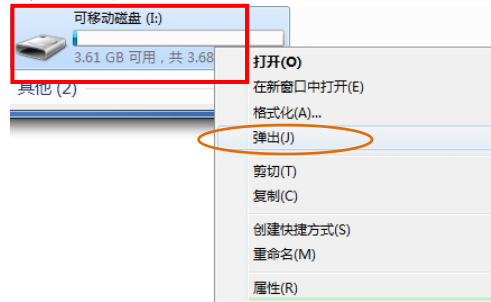 可移动磁盘 (I:)
3.61 GB 可用，共 3.68
其他 (2)
打开(O)
在新窗口中打开(E)
格式化(A)...
弹出(J)
剪切(T)
复制(C)
创建快捷方式(S)
重命名(M)
属性(R)